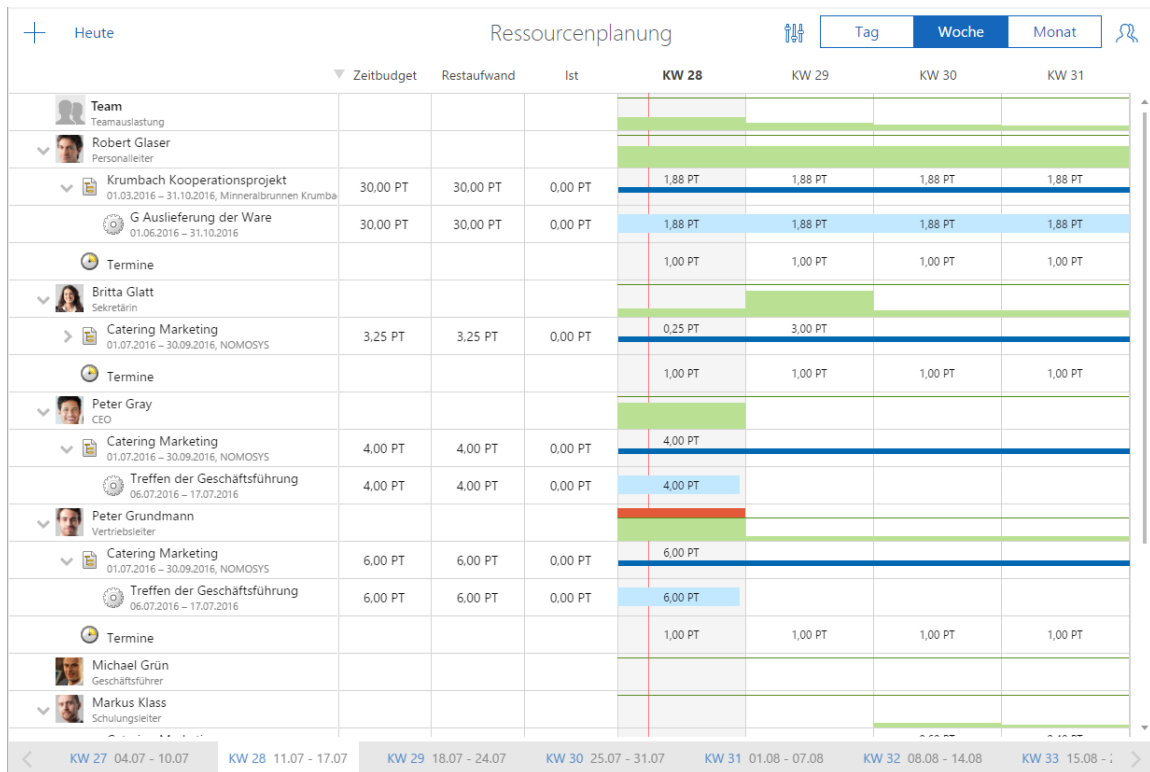 Heute
Ressourcenplanung
Tag Woche Monat
Zeitbudget Restaufwand Ist KW 28 KW 29 KW 30 KW 31
Team
Teamauslastung
Robert Glaser
Personalleiter
Krumbach Kooperationsprojekt 30,00 PT 30,00 PT 0,00 PT 1,88 PT 1,88 PT 1,88 PT 1,88 PT
01.03.2016 – 31.10.2016, Minneralbrunnen Krumba
G Auslieferung der Ware 30,00 PT 30,00 PT 0,00 PT 1,88 PT 1,88 PT 1,88 PT 1,88 PT
01.06.2016 – 31.10.2016
Termine 1,00 PT 1,00 PT 1,00 PT 1,00 PT
Britta Glatt
Sekretärin
Catering Marketing 3,25 PT 3,25 PT 0,00 PT 0,25 PT 3,00 PT
01.07.2016 – 30.09.2016, NOMOSYS
Termine 1,00 PT 1,00 PT 1,00 PT 1,00 PT
Peter Gray
CEO
Catering Marketing 4,00 PT 4,00 PT 0,00 PT 4,00 PT
01.07.2016 – 30.09.2016, NOMOSYS
Treffen der Geschäftsführung 4,00 PT 4,00 PT 0,00 PT 4,00 PT
06.07.2016 – 17.07.2016
Peter Grundmann
Vertriebsleiter
Catering Marketing 6,00 PT 6,00 PT 0,00 PT 6,00 PT
01.07.2016 – 30.09.2016, NOMOSYS
Treffen der Geschäftsführung 6,00 PT 6,00 PT 0,00 PT 6,00 PT
06.07.2016 – 17.07.2016
Termine 1,00 PT 1,00 PT 1,00 PT 1,00 PT
Michael Grün
Geschäftsführer
Markus Klass
Schulungsleiter
KW 27 04.07 - 10.07 KW 28 11.07 - 17.07 KW 29 18.07 - 24.07 KW 30 25.07 - 31.07 KW 31 01.08 - 07.08 KW 32 08.08 - 14.08 KW 33 15.08 -